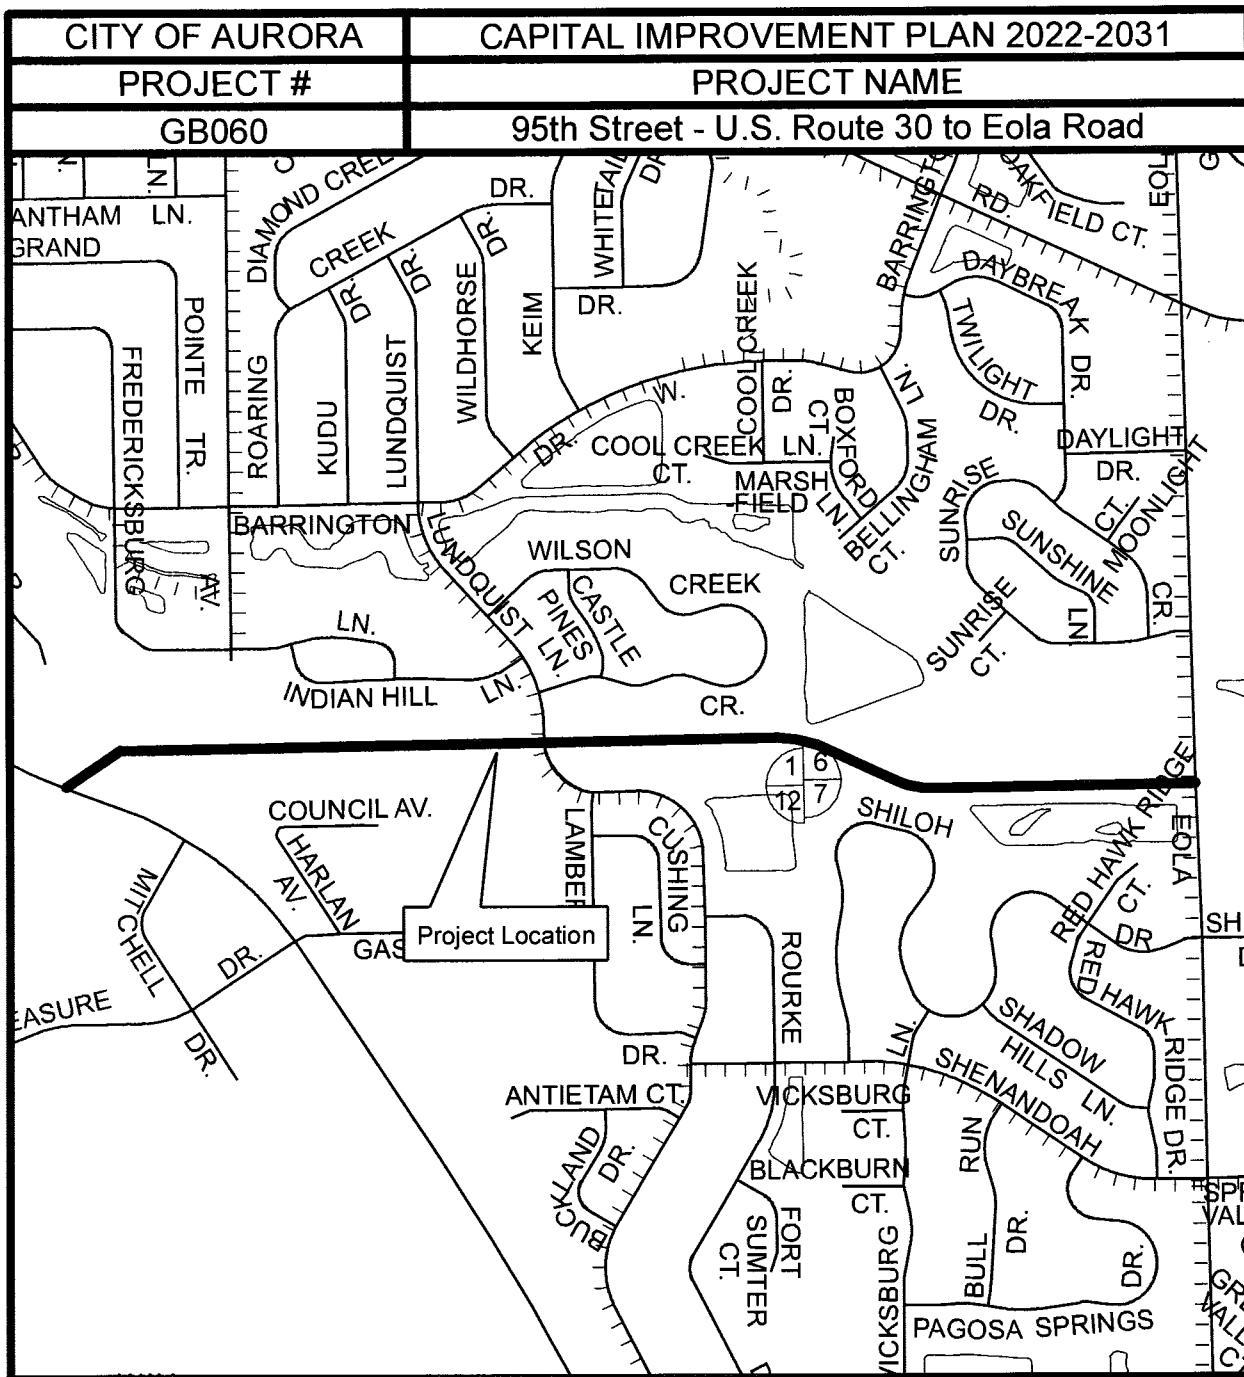 CITY OF AURORA
CAPITAL IMPROVEMENT PLAN 2022-2031
PROJECT #
PROJECT NAME
GB060
95th Street - U.S. Route 30 to Eola Road
LN.
DIAMOND CREE
DR.
WHITETAIL
DR.
BARRINGTO
OAKFIELD CT.
RD.
EOL
ANTHAM LN.
GRAND
CREEK
DR.
DR.
DR.
DR.
DAYBREAK
DR.
POINTE TR.
FREDERICKSBURG
ROARING
KUDU
LUNDQUIST
WILDHORSE
KEIM
COOL CREEK
DR.
TWILIGHT
DR.
W.
DR.
BOXFORD
CT.
LN.
BELLINGHAM
CT.
COOL CREEK LN.
CT.
MARSH
-FIELD
LN.
DAYLIGHT
DR.
MOONLIGHT
CT.
SUNRISE
SUNSHINE
LN
CR.
SUNRISE
CT.
BARRINGTON
AV.
LUNDQUIST
LN.
WILSON
CREEK
CASTLE
PINES
LN.
INDIAN HILL
LN.
CR.
1
6
12
7
RED HAWK RIDGE
CT.
EOLA
COUNCIL AV.
HARLAN
AV.
MITCHELL
DR.
DR.
EASURE
GAS
Project Location
LAMBER
CUSHING
LN.
DR.
SHILOH
DR
SH
ROURKE
LN.
RED HAWK
RIDGE DR.
SHADOW
HILLS LN.
SHENANDOAH
ANTIETAM CT.
BUCKLAND
DR.
VICKSBURG
CT.
BLACKBURN
CT.
FORT
SUMTER
CT.
VICKSBURG
BULL RUN
DR.
DR.
PAGOSA SPRINGS